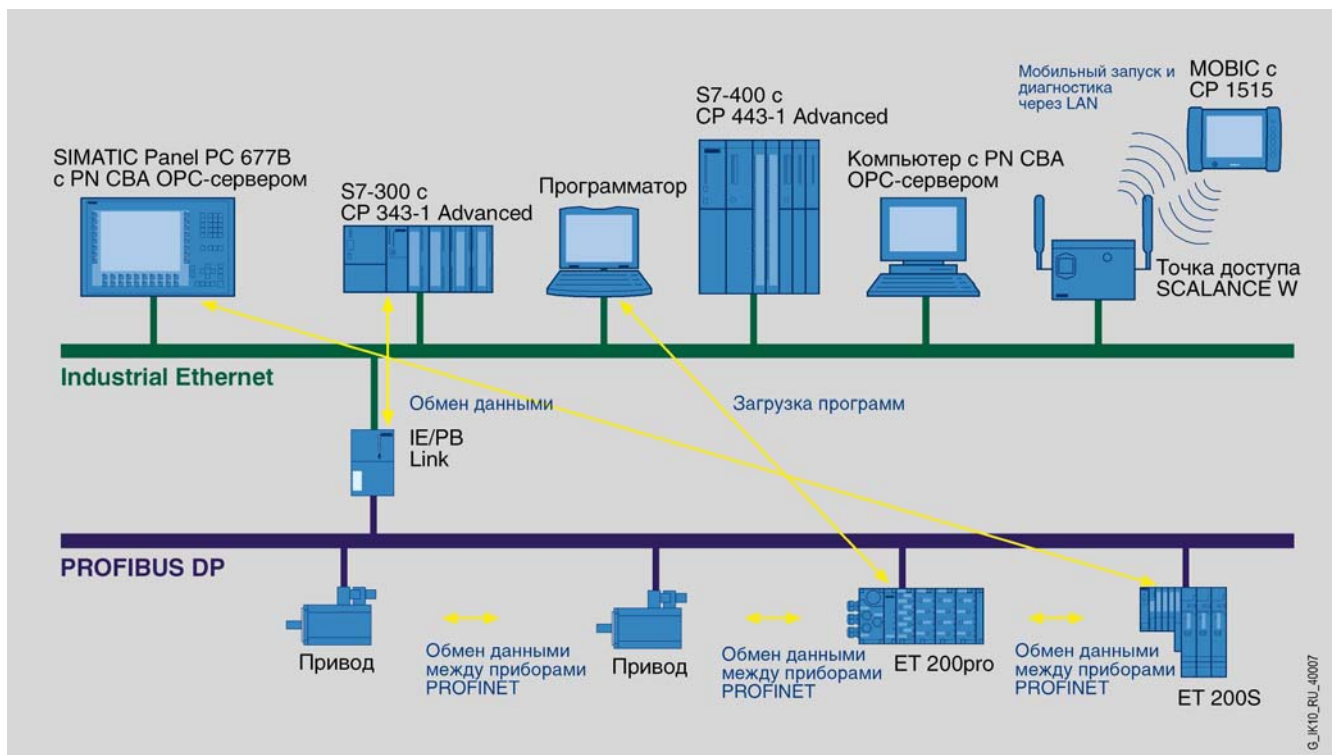 Мобильный запуск и
диагностика
через LAN
MOBIC с
CP 1515
S7-400 с
CP 443-1 Advanced
SIMATIC Panel PC 677B
с PN CBA OPC-сервером
S7-300 с
CP 343-1 Advanced
Программатор
Компьютер с PN CBA
OPC-сервером
Точка доступа
SCALANCE W
Industrial Ethernet
Обмен данными
Загрузка программ
IE/PB
Link
PROFIBUS DP
Привод
Обмен данными
между приборами
PROFINET
Привод
Обмен данными
между приборами
PROFINET
ET 200pro
Обмен данными
между приборами
PROFINET
ET 200S
G_IK10_RU_40007